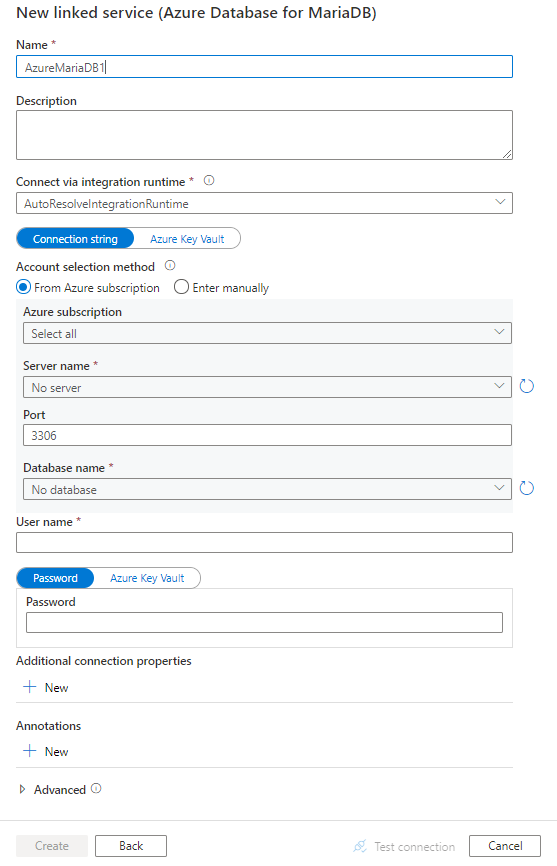 New linked service (Azure Database for MariaDB)
Name *
AzureMariaDB1
Description
Connect via integration runtime *
AutoResolveIntegrationRuntime
Connection string Azure Key Vault
Account selection method
From Azure subscription Enter manually
Azure subscription
Select all
Server name *
No server
Port
3306
Database name *
No database
User name *
Password Azure Key Vault
Password
Additional connection properties
New
Annotations
New
Advanced
Create Back Test connection Cancel